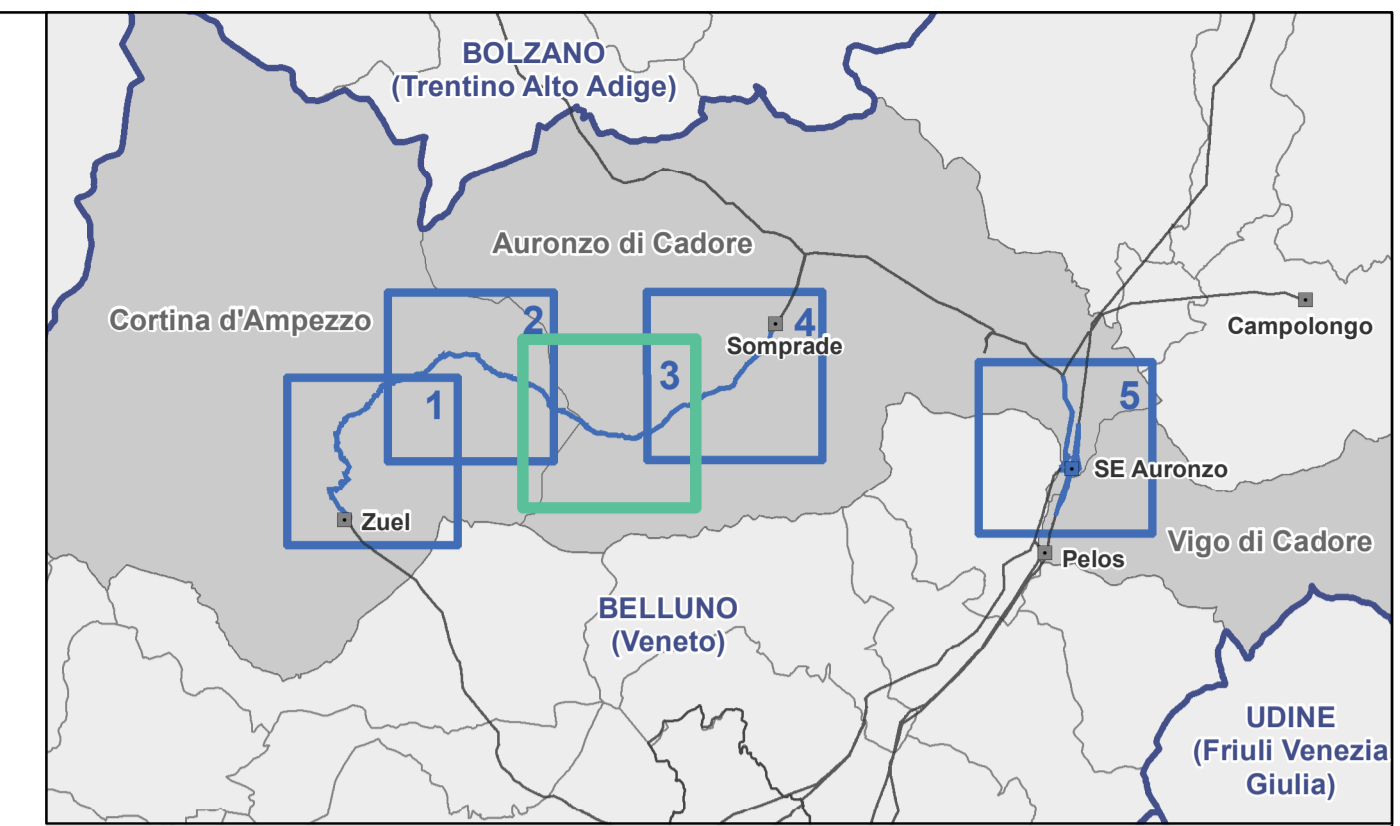 BOLZANO
(Trentino Alto Adige)
Auronzo di Cadore
Cortina d'Ampezzo
2
4
Somprade
Campolongo
3
1
5
SE Auronzo
Zuel
Vigo di Cadore
Pelos
BELLUNO
(Veneto)
UDINE
(Friuli Venezia
Giulia)